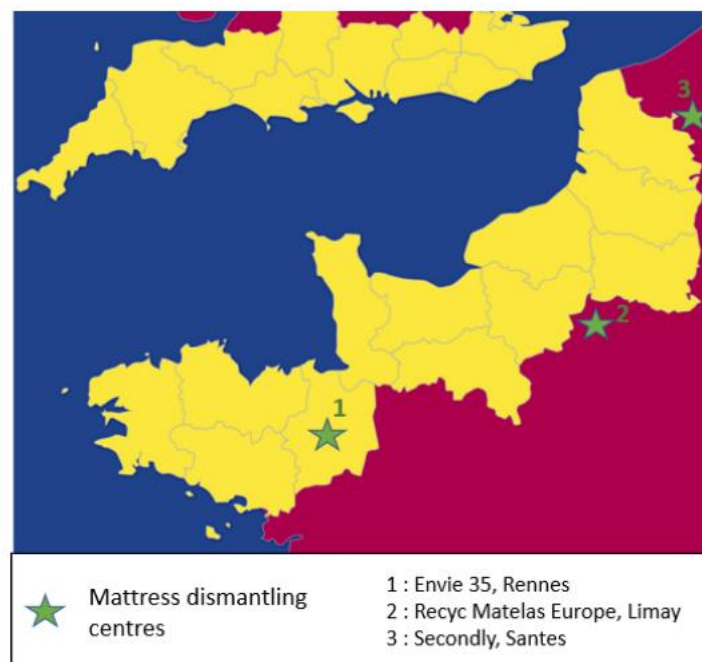 3
2
1
Mattress dismantling
centres
1 : Envie 35, Rennes
2 : Recyc Matelas Europe, Limay
3 : Secondly, Santes